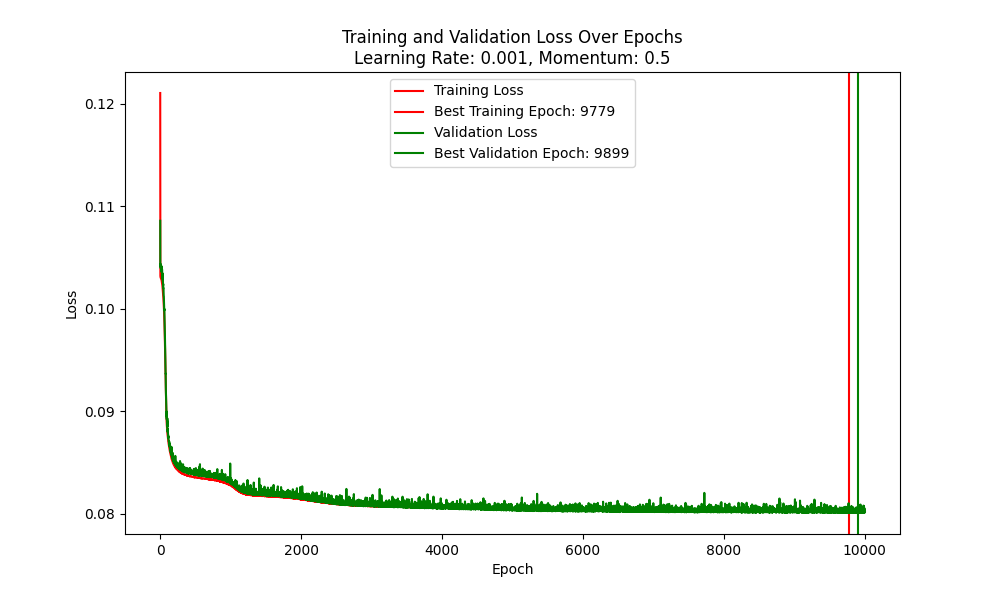 Training and Validation Loss Over Epochs
Learning Rate: 0.001, Momentum: 0.5
Training Loss
Best Training Epoch: 9779
Validation Loss
Best Validation Epoch: 9899
0.12
0.11
0.10
0.09
0.08
Loss
0
2000
4000
6000
8000
10000
Epoch